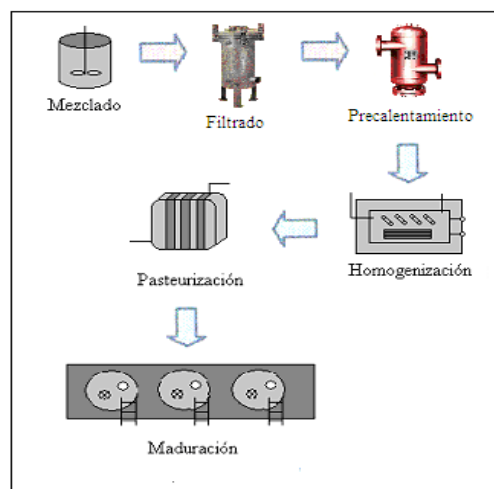 Mezclado
Filtrado
Precalentamiento
Homogenización
Pasteurización
Maduración